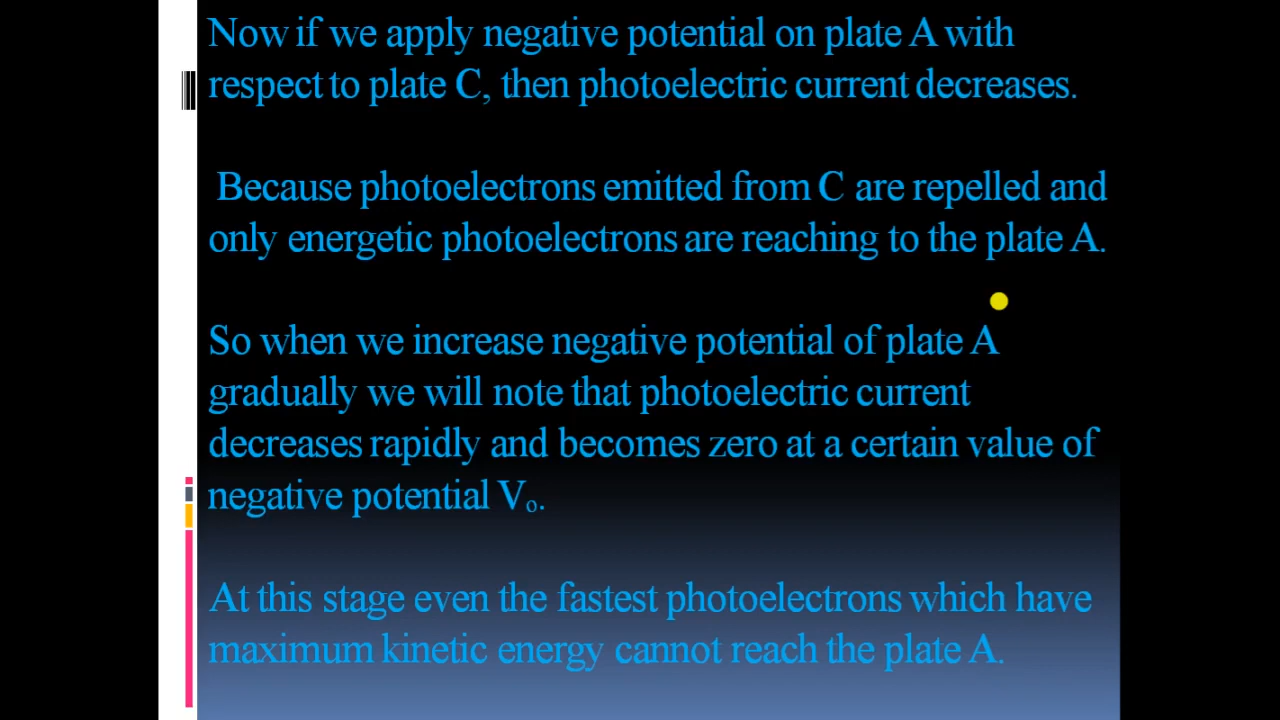 Now if we apply negative potential on plate A with
respect to plate C, then photoelectric current decreases.
Because photoelectrons emitted from C are repelled and
only energetic photoelectrons are reaching to the plate A.
So when we increase negative potential of plate A
gradually we will note that photoelectric current
decreases rapidly and becomes zero at a certain value of
negative potential Vₒ.
At this stage even the fastest photoelectrons which have
maximum kinetic energy cannot reach the plate A.